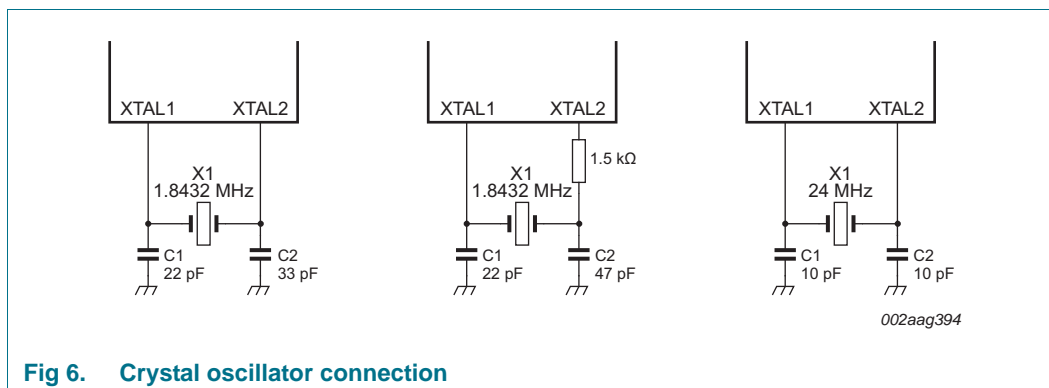 XTAL1 XTAL2
X1
1.8432 MHz
C1
22 pF
C2
33 pF
XTAL1 XTAL2
1.5 kΩ
X1
1.8432 MHz
C1
22 pF
C2
47 pF
XTAL1 XTAL2
X1
24 MHz
C1
10 pF
C2
10 pF
002aag394
Fig 6. Crystal oscillator connection